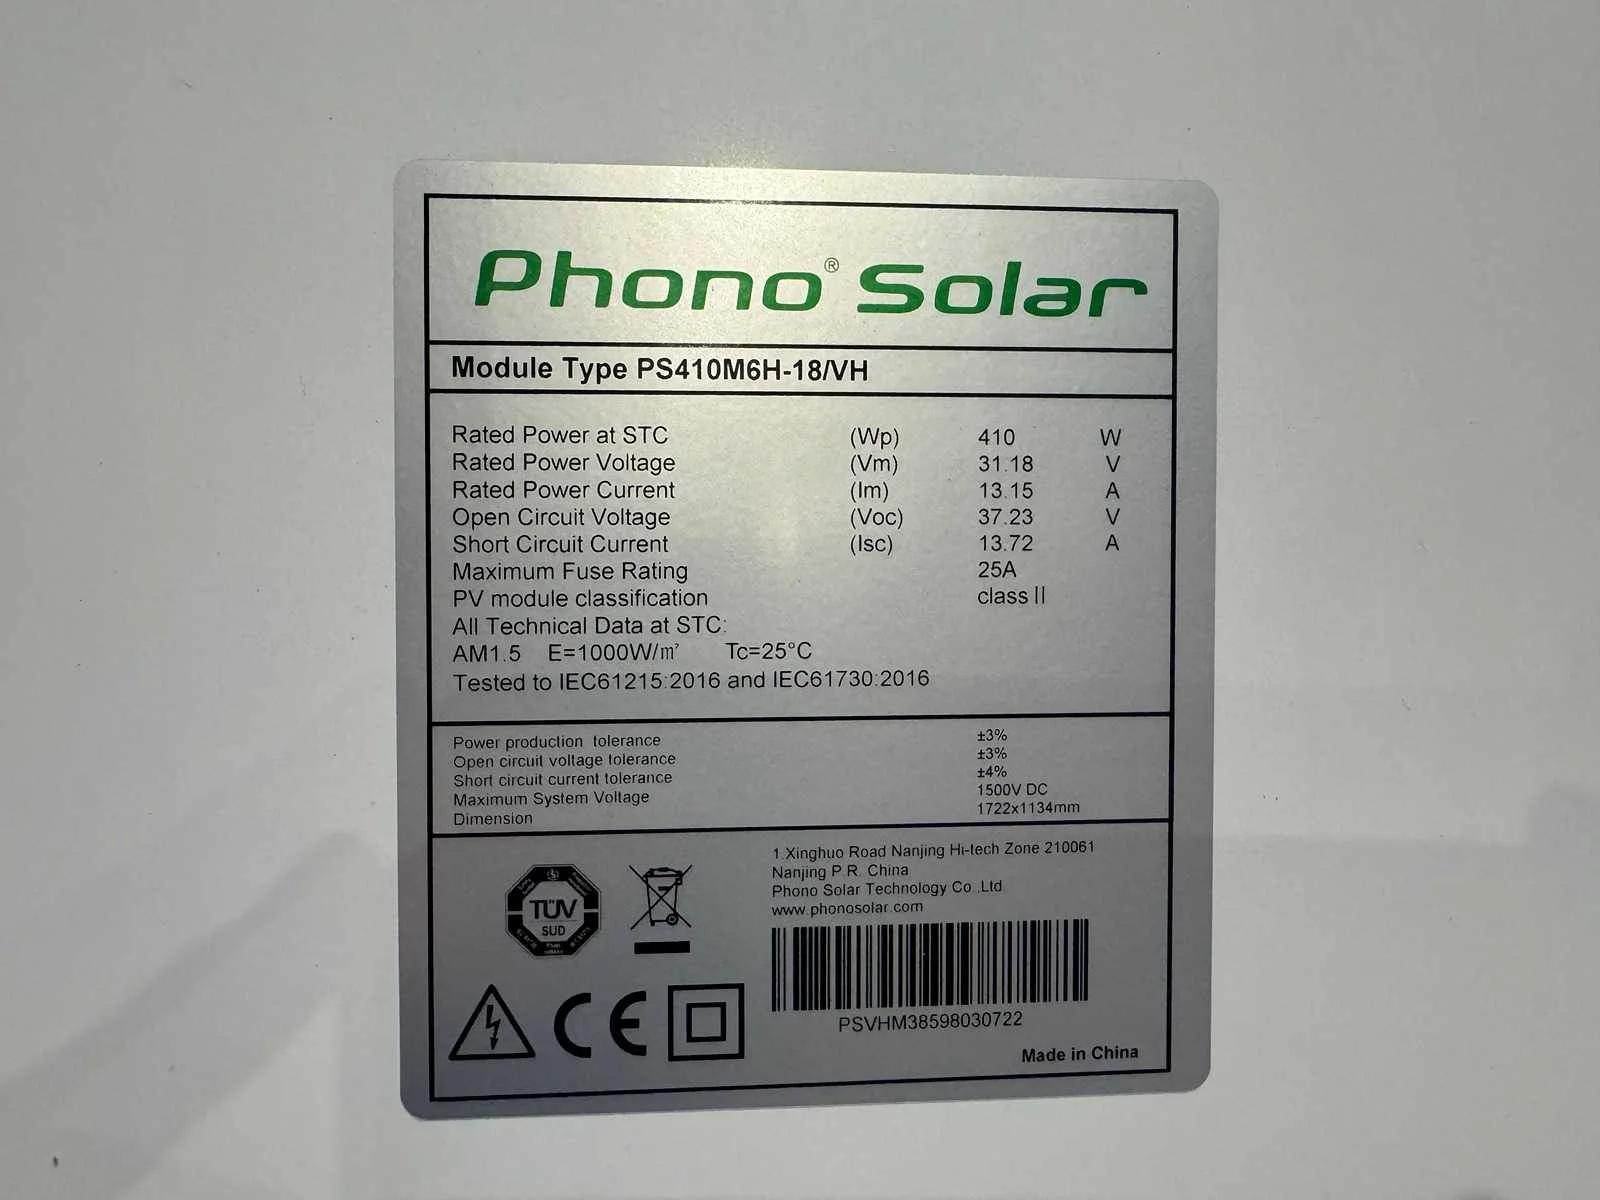 Phono® Solar
Module Type PS410M6H-18/VH
Rated Power at STC (Wp) 410 W
Rated Power Voltage (Vm) 31.18 V
Rated Power Current (Im) 13.15 A
Open Circuit Voltage (Voc) 37.23 V
Short Circuit Current (Isc) 13.72 A
Maximum Fuse Rating 25A
PV module classification class II
All Technical Data at STC:
AM1.5 E=1000W/㎡ Tc=25°C
Tested to IEC61215:2016 and IEC61730:2016
Power production tolerance ±3%
Open circuit voltage tolerance ±3%
Short circuit current tolerance ±4%
Maximum System Voltage 1500V DC
Dimension 1722x1134mm
1.Xinghuo Road Nanjing Hi-tech Zone 210061
Nanjing P.R. China
Phono Solar Technology Co.,Ltd.
www.phonosolar.com
TÜV
SUD
CE
PSVHM38598030722
Made in China